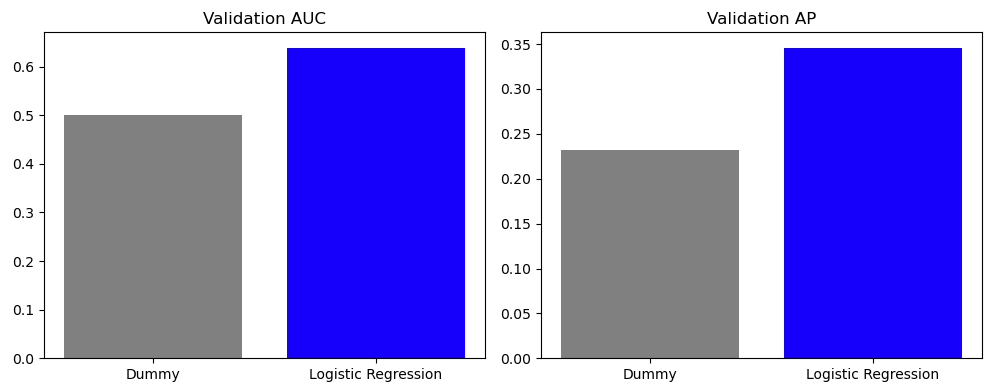 Validation AUC
0.6
0.5
0.4
0.3
0.2
0.1
0.0
Dummy
Logistic Regression
Validation AP
0.35
0.30
0.25
0.20
0.15
0.10
0.05
0.00
Dummy
Logistic Regression